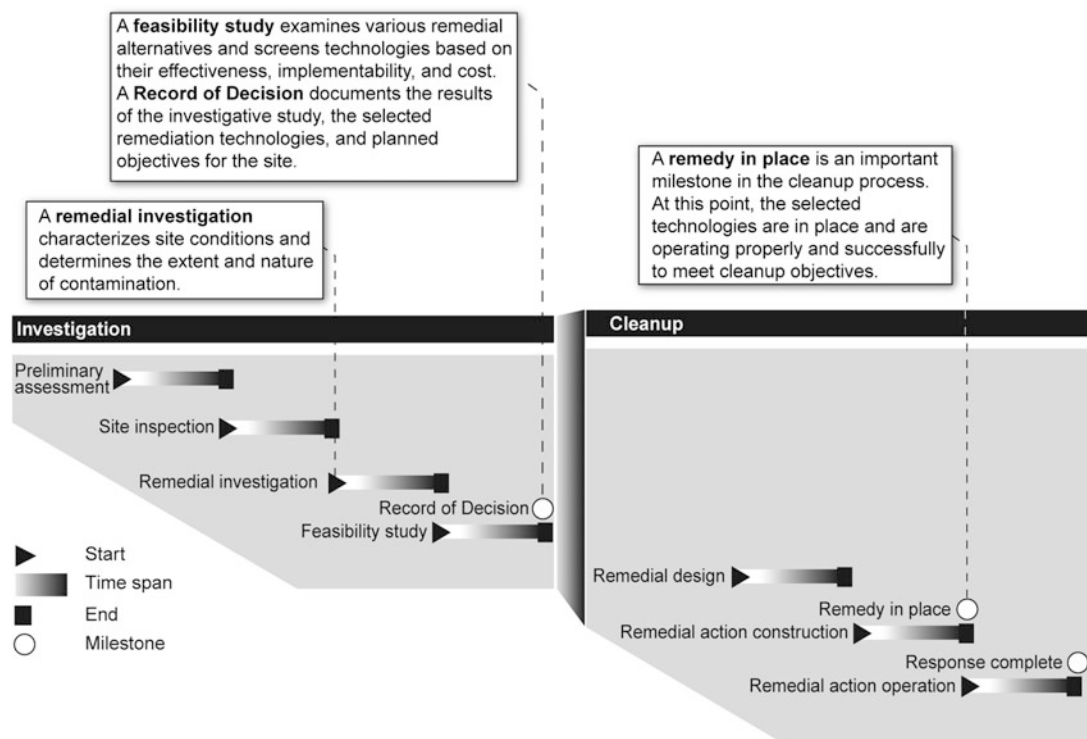 A feasibility study examines various remedial
alternatives and screens technologies based on
their effectiveness, implementability, and cost.
A Record of Decision documents the results
of the investigative study, the selected
remediation technologies, and planned
objectives for the site.
A remedy in place is an important
milestone in the cleanup process.
At this point, the selected
technologies are in place and are
operating properly and successfully
to meet cleanup objectives.
A remedial investigation
characterizes site conditions and
determines the extent and nature
of contamination.
Investigation
Cleanup
Preliminary
assessment
Site inspection
Remedial investigation
Record of Decision
Feasibility study
Start
Time span
End
Milestone
Remedial design
Remedy in place
Remedial action construction
Response complete
Remedial action operation